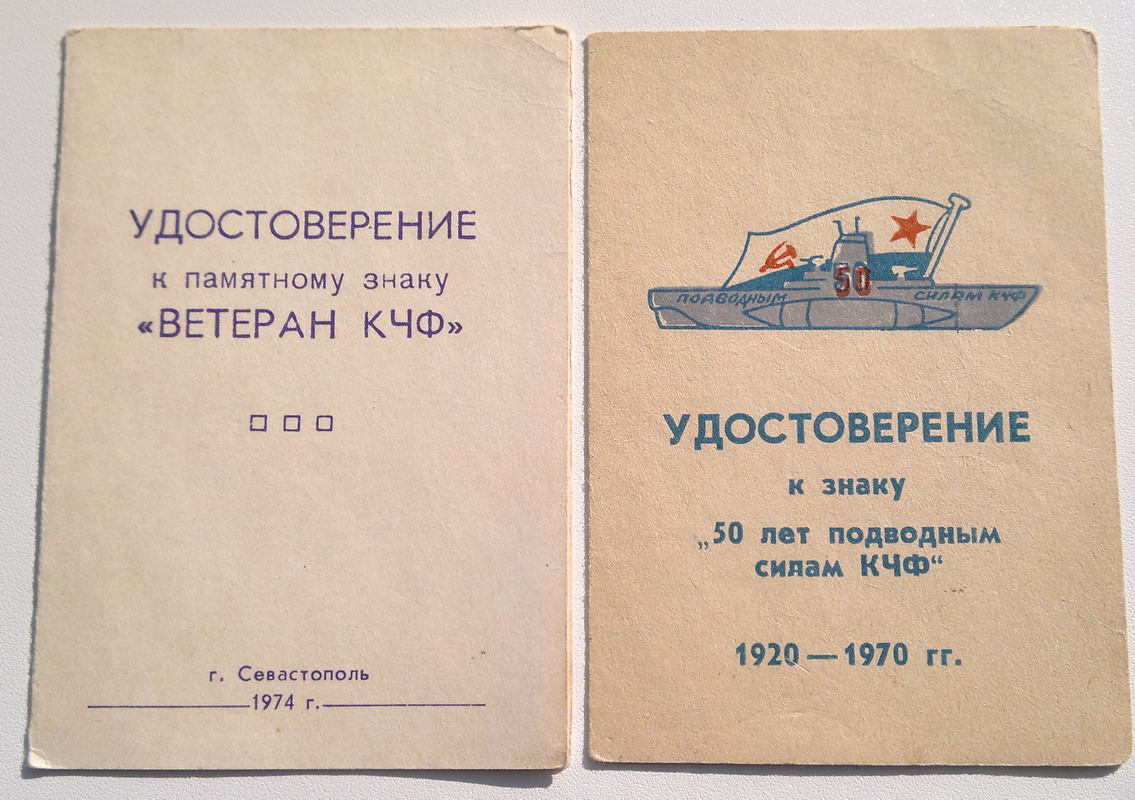 УДОСТОВЕРЕНИЕ
к памятному знаку
«ВЕТЕРАН КЧФ»
г. Севастополь
1974 г.
50
ПОДВОДНЫМ СИЛАМ КЧФ
УДОСТОВЕРЕНИЕ
к знаку
„50 лет подводным
силам КЧФ“
1920—1970 гг.